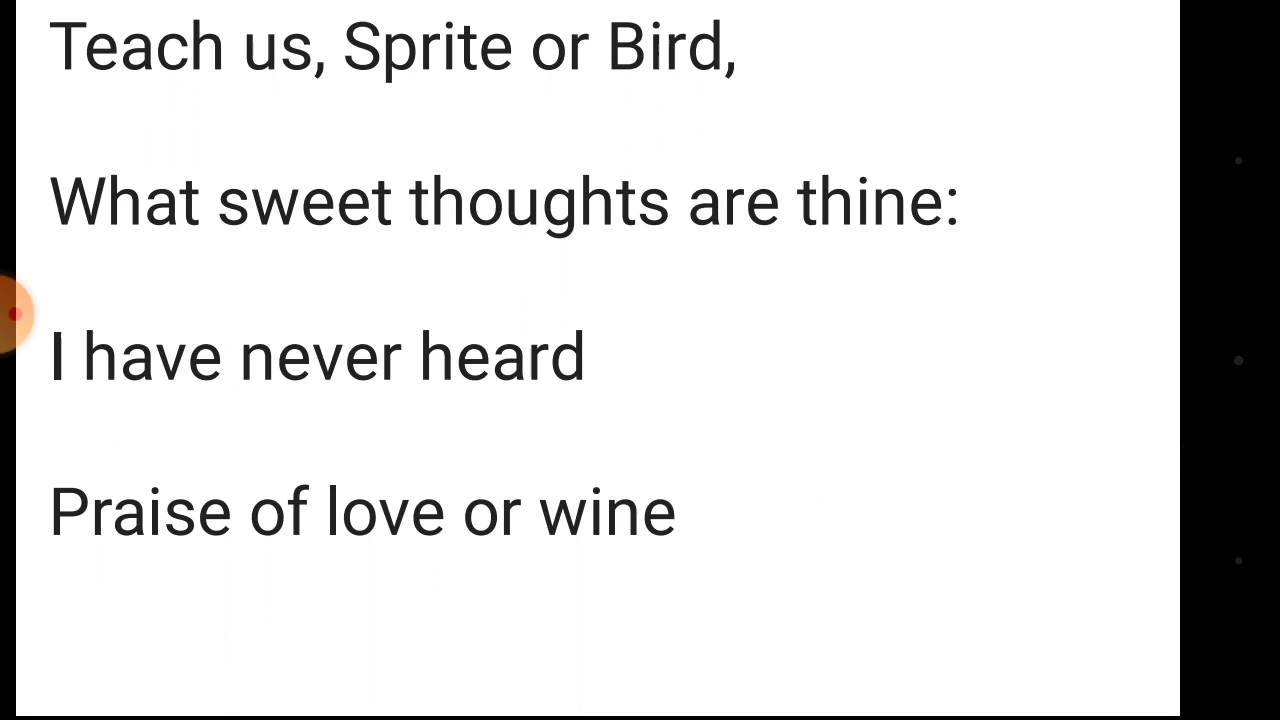 Teach us, Sprite or Bird,
What sweet thoughts are thine:
I have never heard
Praise of love or wine